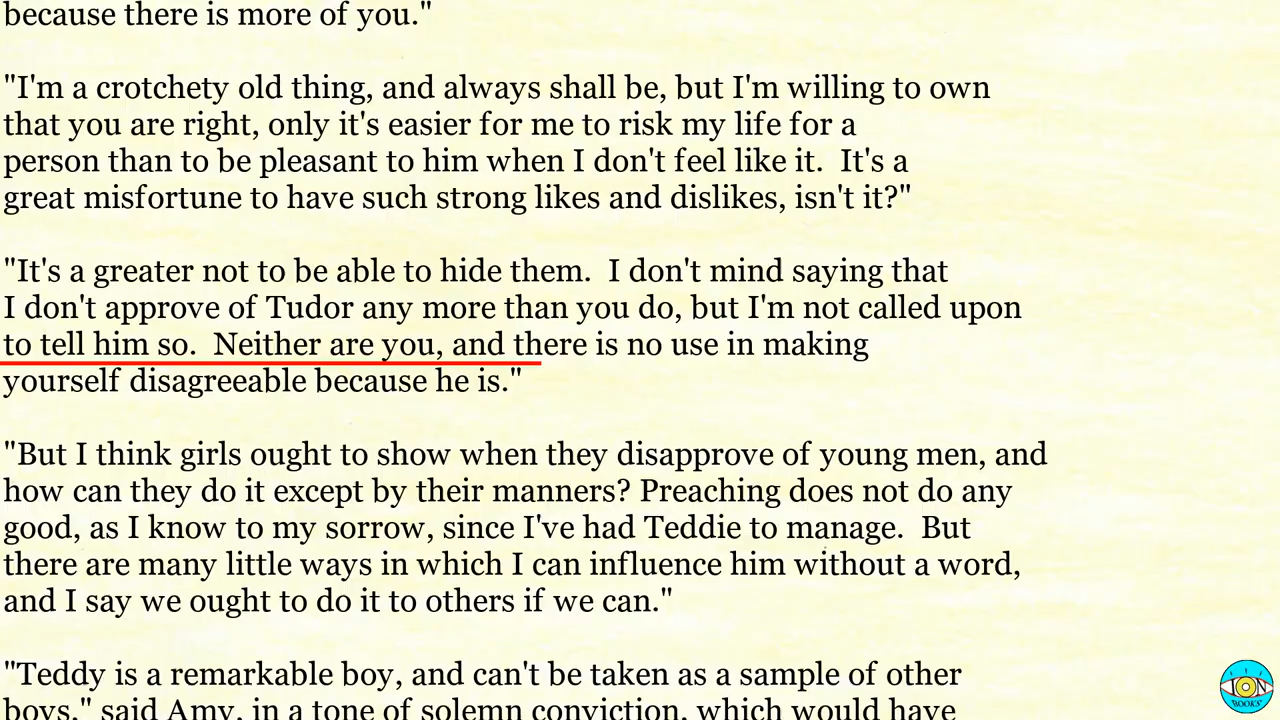 because there is more of you."
"I'm a crotchety old thing, and always shall be, but I'm willing to own
that you are right, only it's easier for me to risk my life for a
person than to be pleasant to him when I don't feel like it.  It's a
great misfortune to have such strong likes and dislikes, isn't it?"
"It's a greater not to be able to hide them.  I don't mind saying that
I don't approve of Tudor any more than you do, but I'm not called upon
to tell him so.  Neither are you, and there is no use in making
yourself disagreeable because he is."
"But I think girls ought to show when they disapprove of young men, and
how can they do it except by their manners? Preaching does not do any
good, as I know to my sorrow, since I've had Teddie to manage.  But
there are many little ways in which I can influence him without a word,
and I say we ought to do it to others if we can."
"Teddy is a remarkable boy, and can't be taken as a sample of other
boys," said Amy, in a tone of solemn conviction, which would have
ION
BOOKS